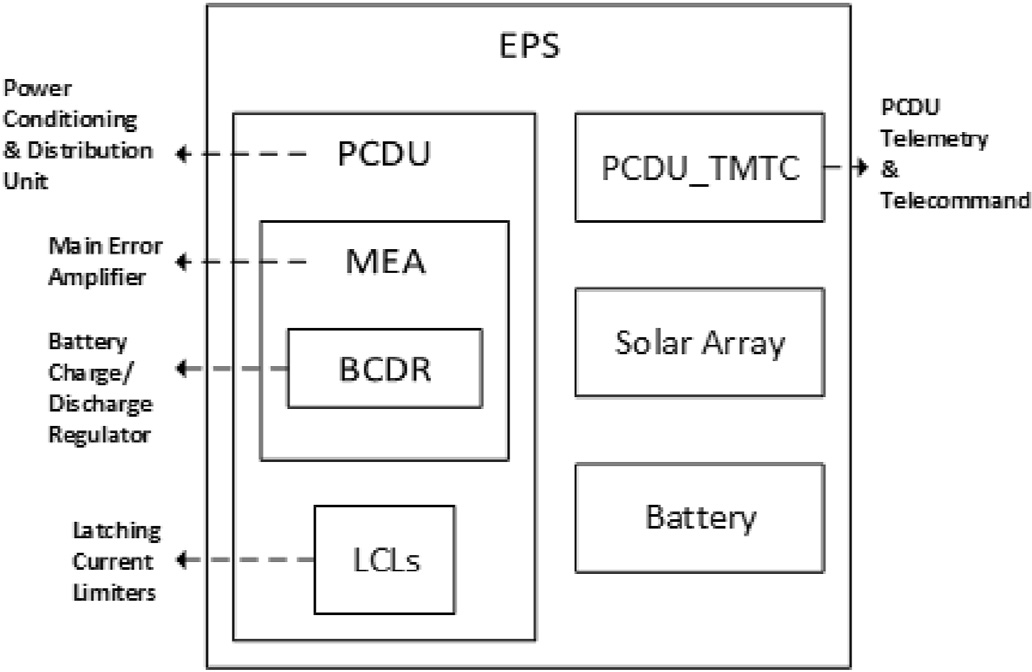 EPS
Power
Conditioning
& Distribution
Unit
PCDU
PCDU_TMTC
PCDU
Telemetry
&
Telecommand
Main Error
Amplifier
MEA
Solar Array
Battery
Charge/
Discharge
Regulator
BCDR
Battery
Latching
Current
Limiters
LCLs